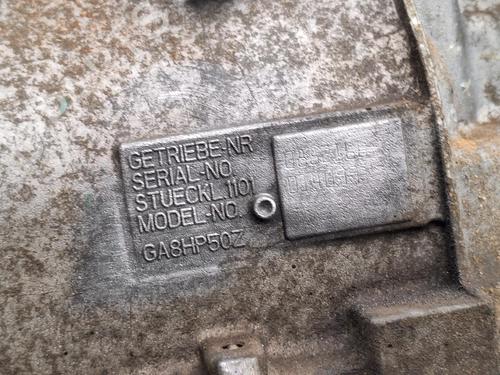 GETRIEBE-NR
SERIAL-NO.
STUECKL.1101
MODEL-NO.
GA8HP50Z